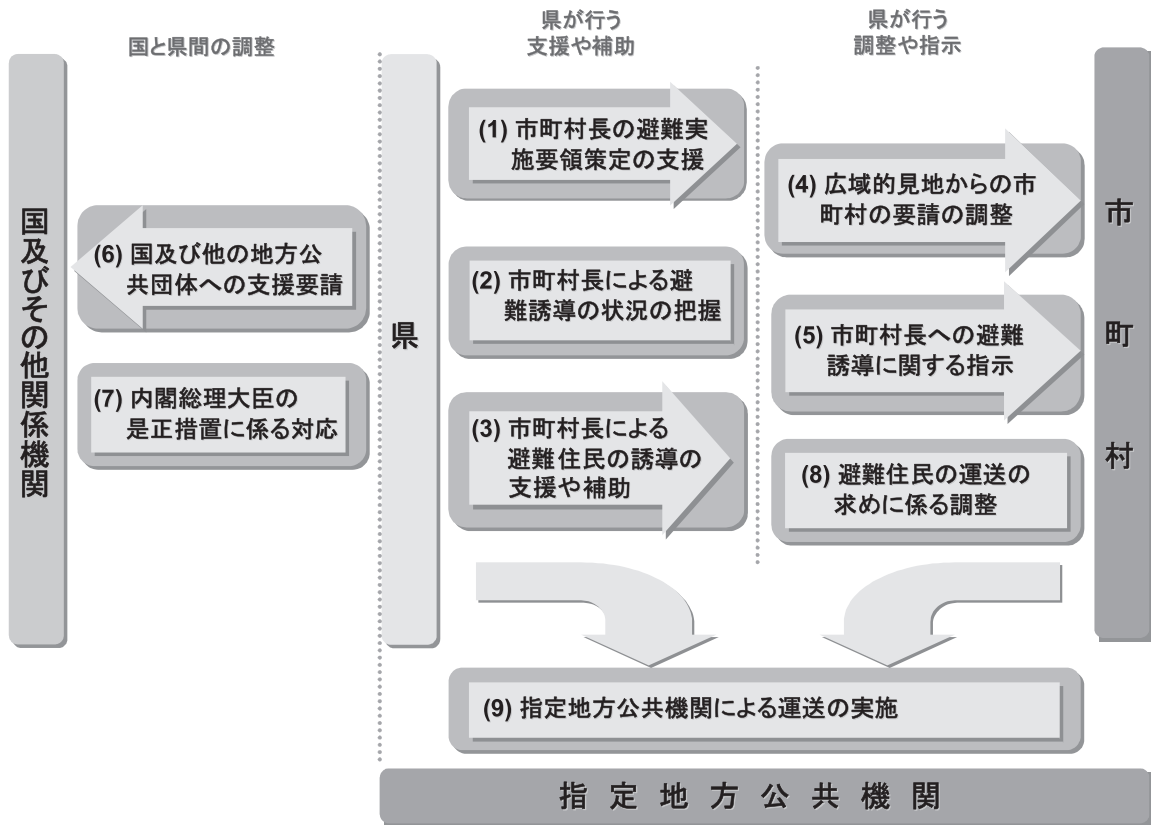 国と県間の調整
県が行う
支援や補助
県が行う
調整や指示
国及びその他関係機関
県
市町村
(1) 市町村長の避難実
施要領策定の支援
(2) 市町村長による避
難誘導の状況の把握
(3) 市町村長による
避難住民の誘導の
支援や補助
(4) 広域的見地からの市
町村の要請の調整
(5) 市町村長への避難
誘導に関する指示
(6) 国及び他の地方公
共団体への支援要請
(7) 内閣総理大臣の
是正措置に係る対応
(8) 避難住民の運送の
求めに係る調整
(9) 指定地方公共機関による運送の実施
指定地方公共機関